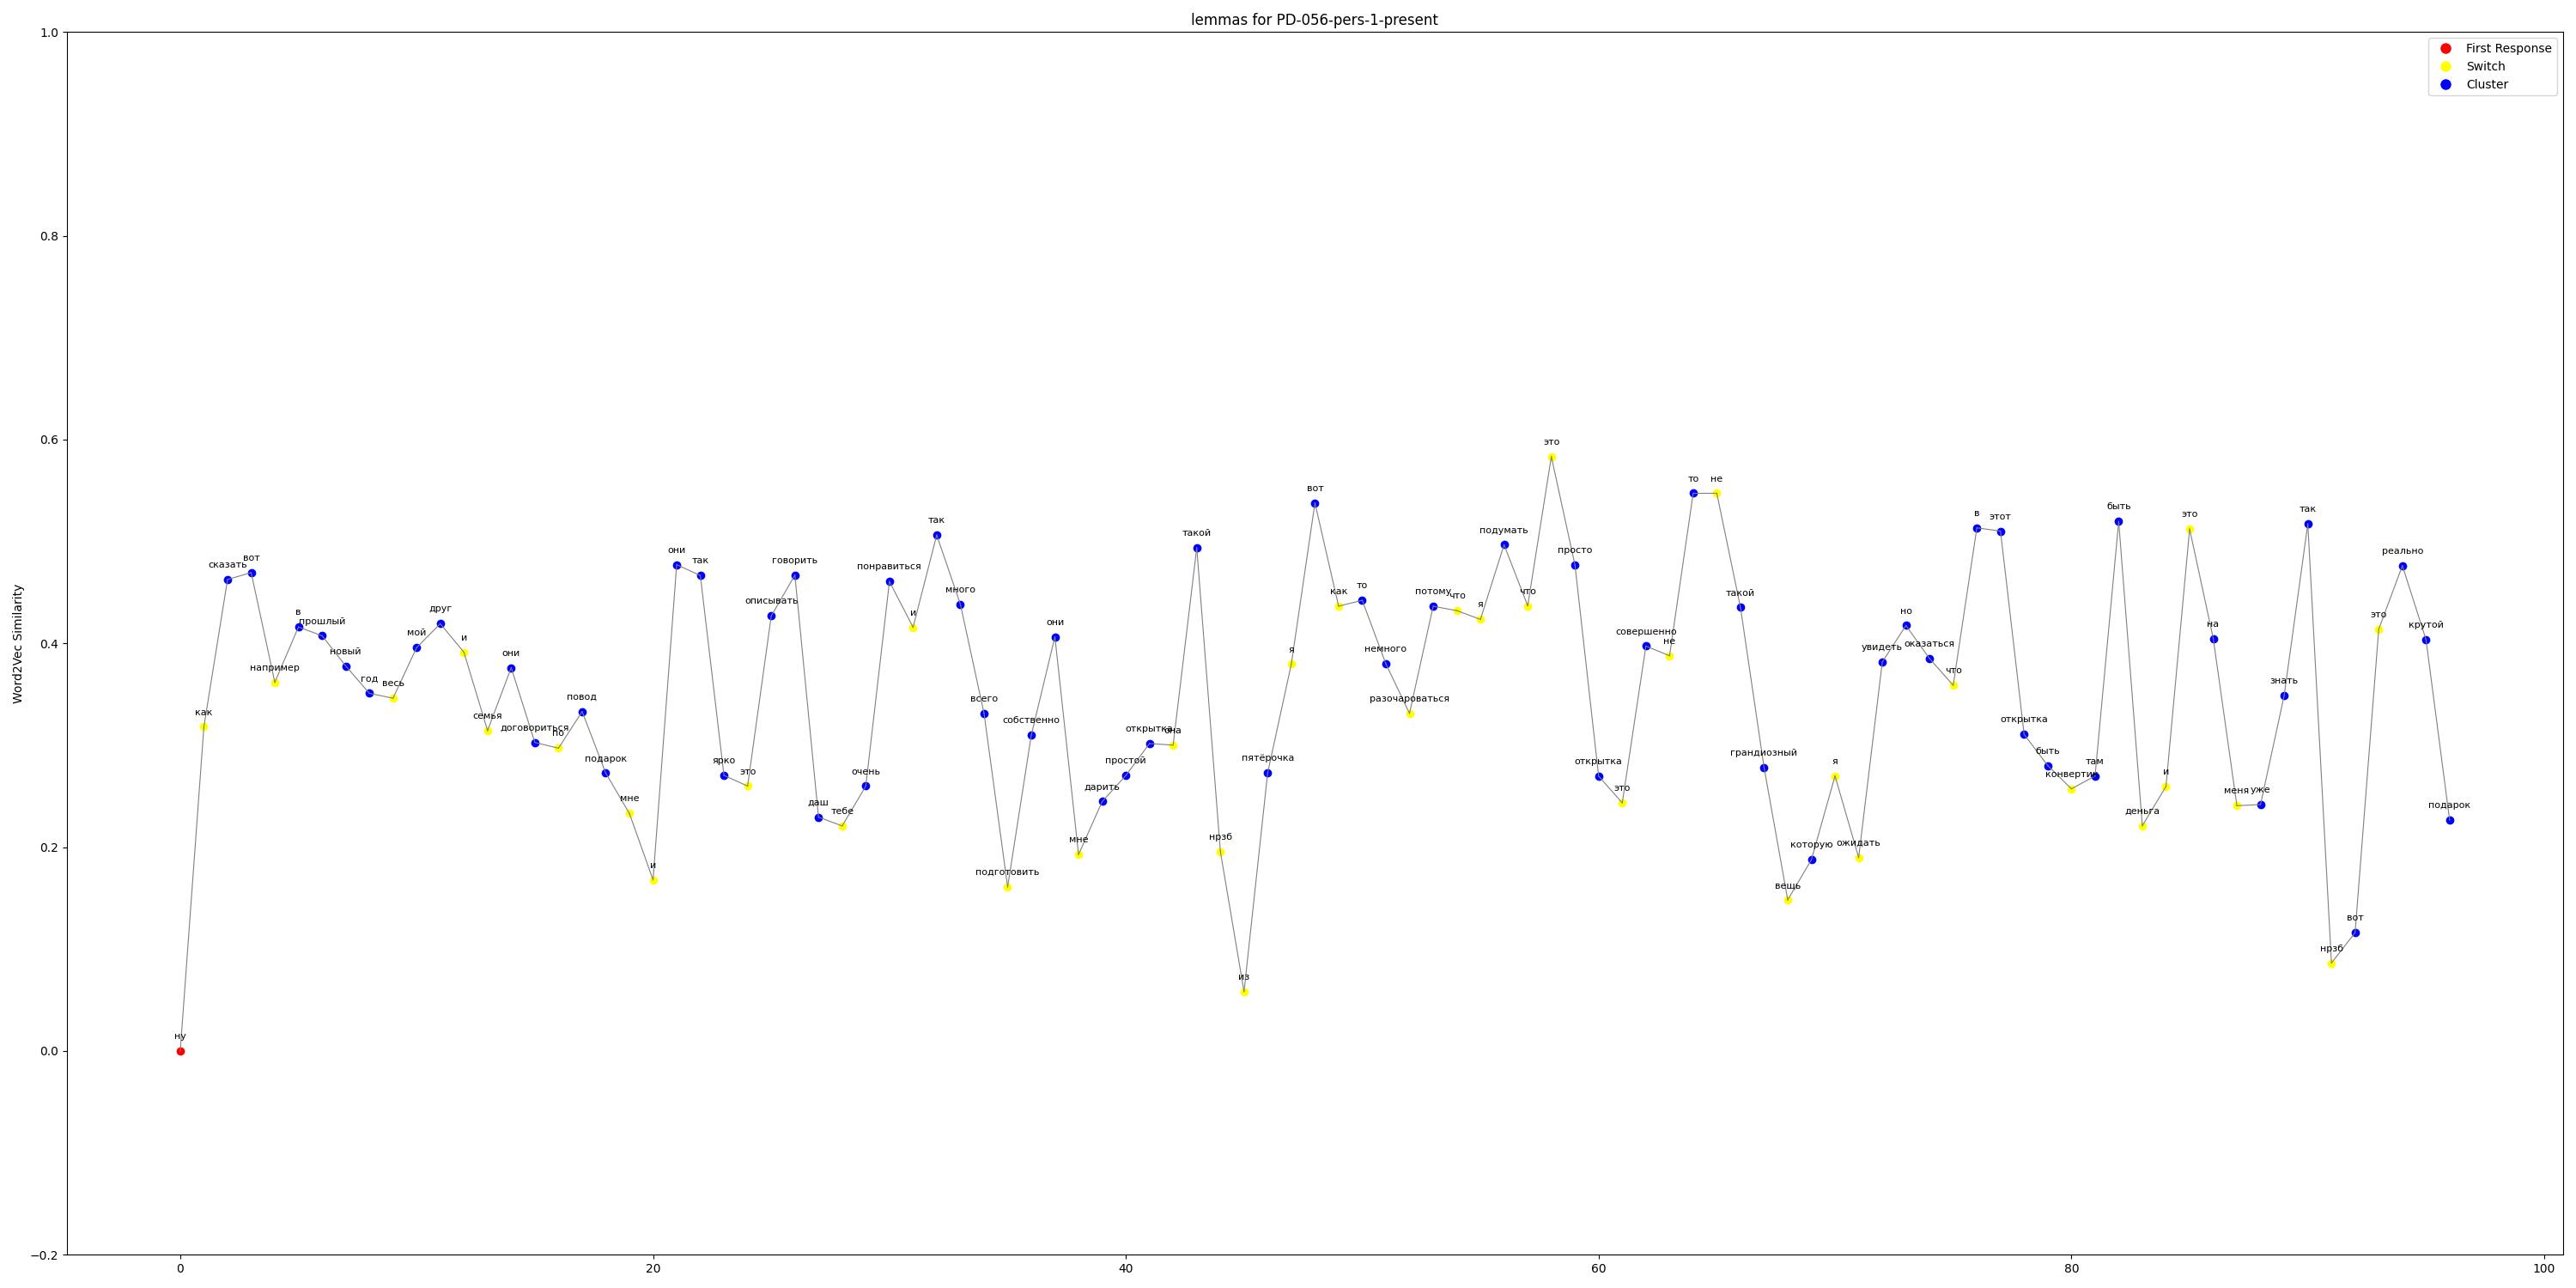 lemmas for PD-056-pers-1-present
First Response
Switch
Cluster
Word2Vec Similarity
1.0
0.8
0.6
0.4
0.2
0.0
−0.2
0
20
40
60
80
100
ну
как
сказать
вот
например
в
прошлый
новый
год
весь
мой
друг
и
семья
они
договориться
по
повод
подарок
мне
и
они
так
ярко
это
описывать
говорить
даш
тебе
очень
понравиться
и
так
много
всего
подготовить
собственно
они
мне
дарить
простой
открытка
она
такой
нрзб
из
пятёрочка
я
вот
как
то
немного
разочароваться
потому
что
я
подумать
что
это
просто
открытка
это
совершенно
не
то
не
такой
грандиозный
вещь
которую
я
ожидать
увидеть
но
оказаться
что
в
этот
открытка
быть
конвертик
там
быть
деньга
и
это
на
меня
уже
знать
так
нрзб
вот
это
реально
крутой
подарок